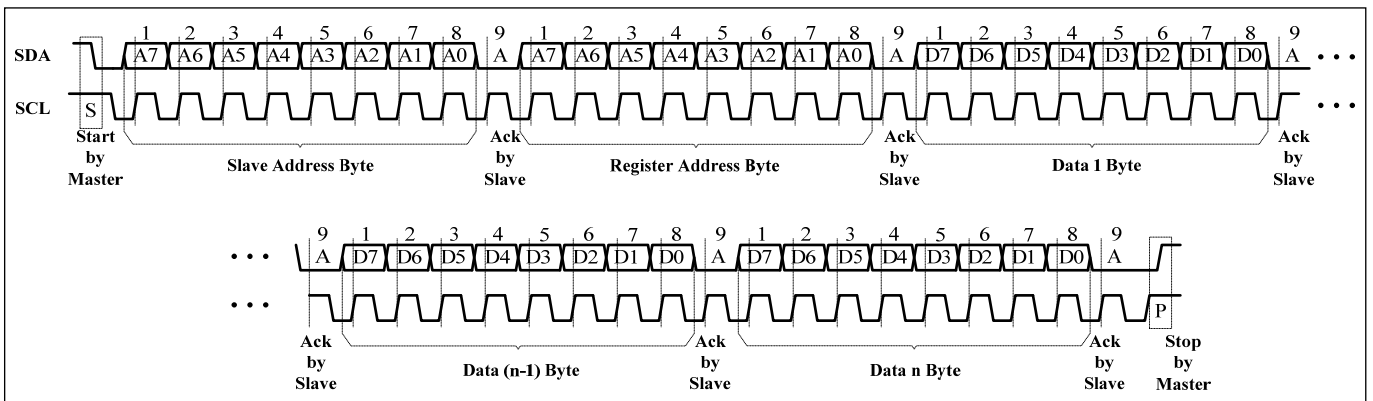 1 2 3 4 5 6 7 8 9 1 2 3 4 5 6 7 8 9 1 2 3 4 5 6 7 8 9
SDA A7 A6 A5 A4 A3 A2 A1 A0 A A7 A6 A5 A4 A3 A2 A1 A0 A D7 D6 D5 D4 D3 D2 D1 D0 A • • •
SCL S • • •
Start by Master
Slave Address Byte
Ack by Slave
Register Address Byte
Ack by Slave
Data 1 Byte
Ack by Slave
9 1 2 3 4 5 6 7 8 9 1 2 3 4 5 6 7 8 9
• • • A D7 D6 D5 D4 D3 D2 D1 D0 A D7 D6 D5 D4 D3 D2 D1 D0 A
• • • P
Ack by Slave
Data (n-1) Byte
Ack by Slave
Data n Byte
Ack by Slave
Stop by Master